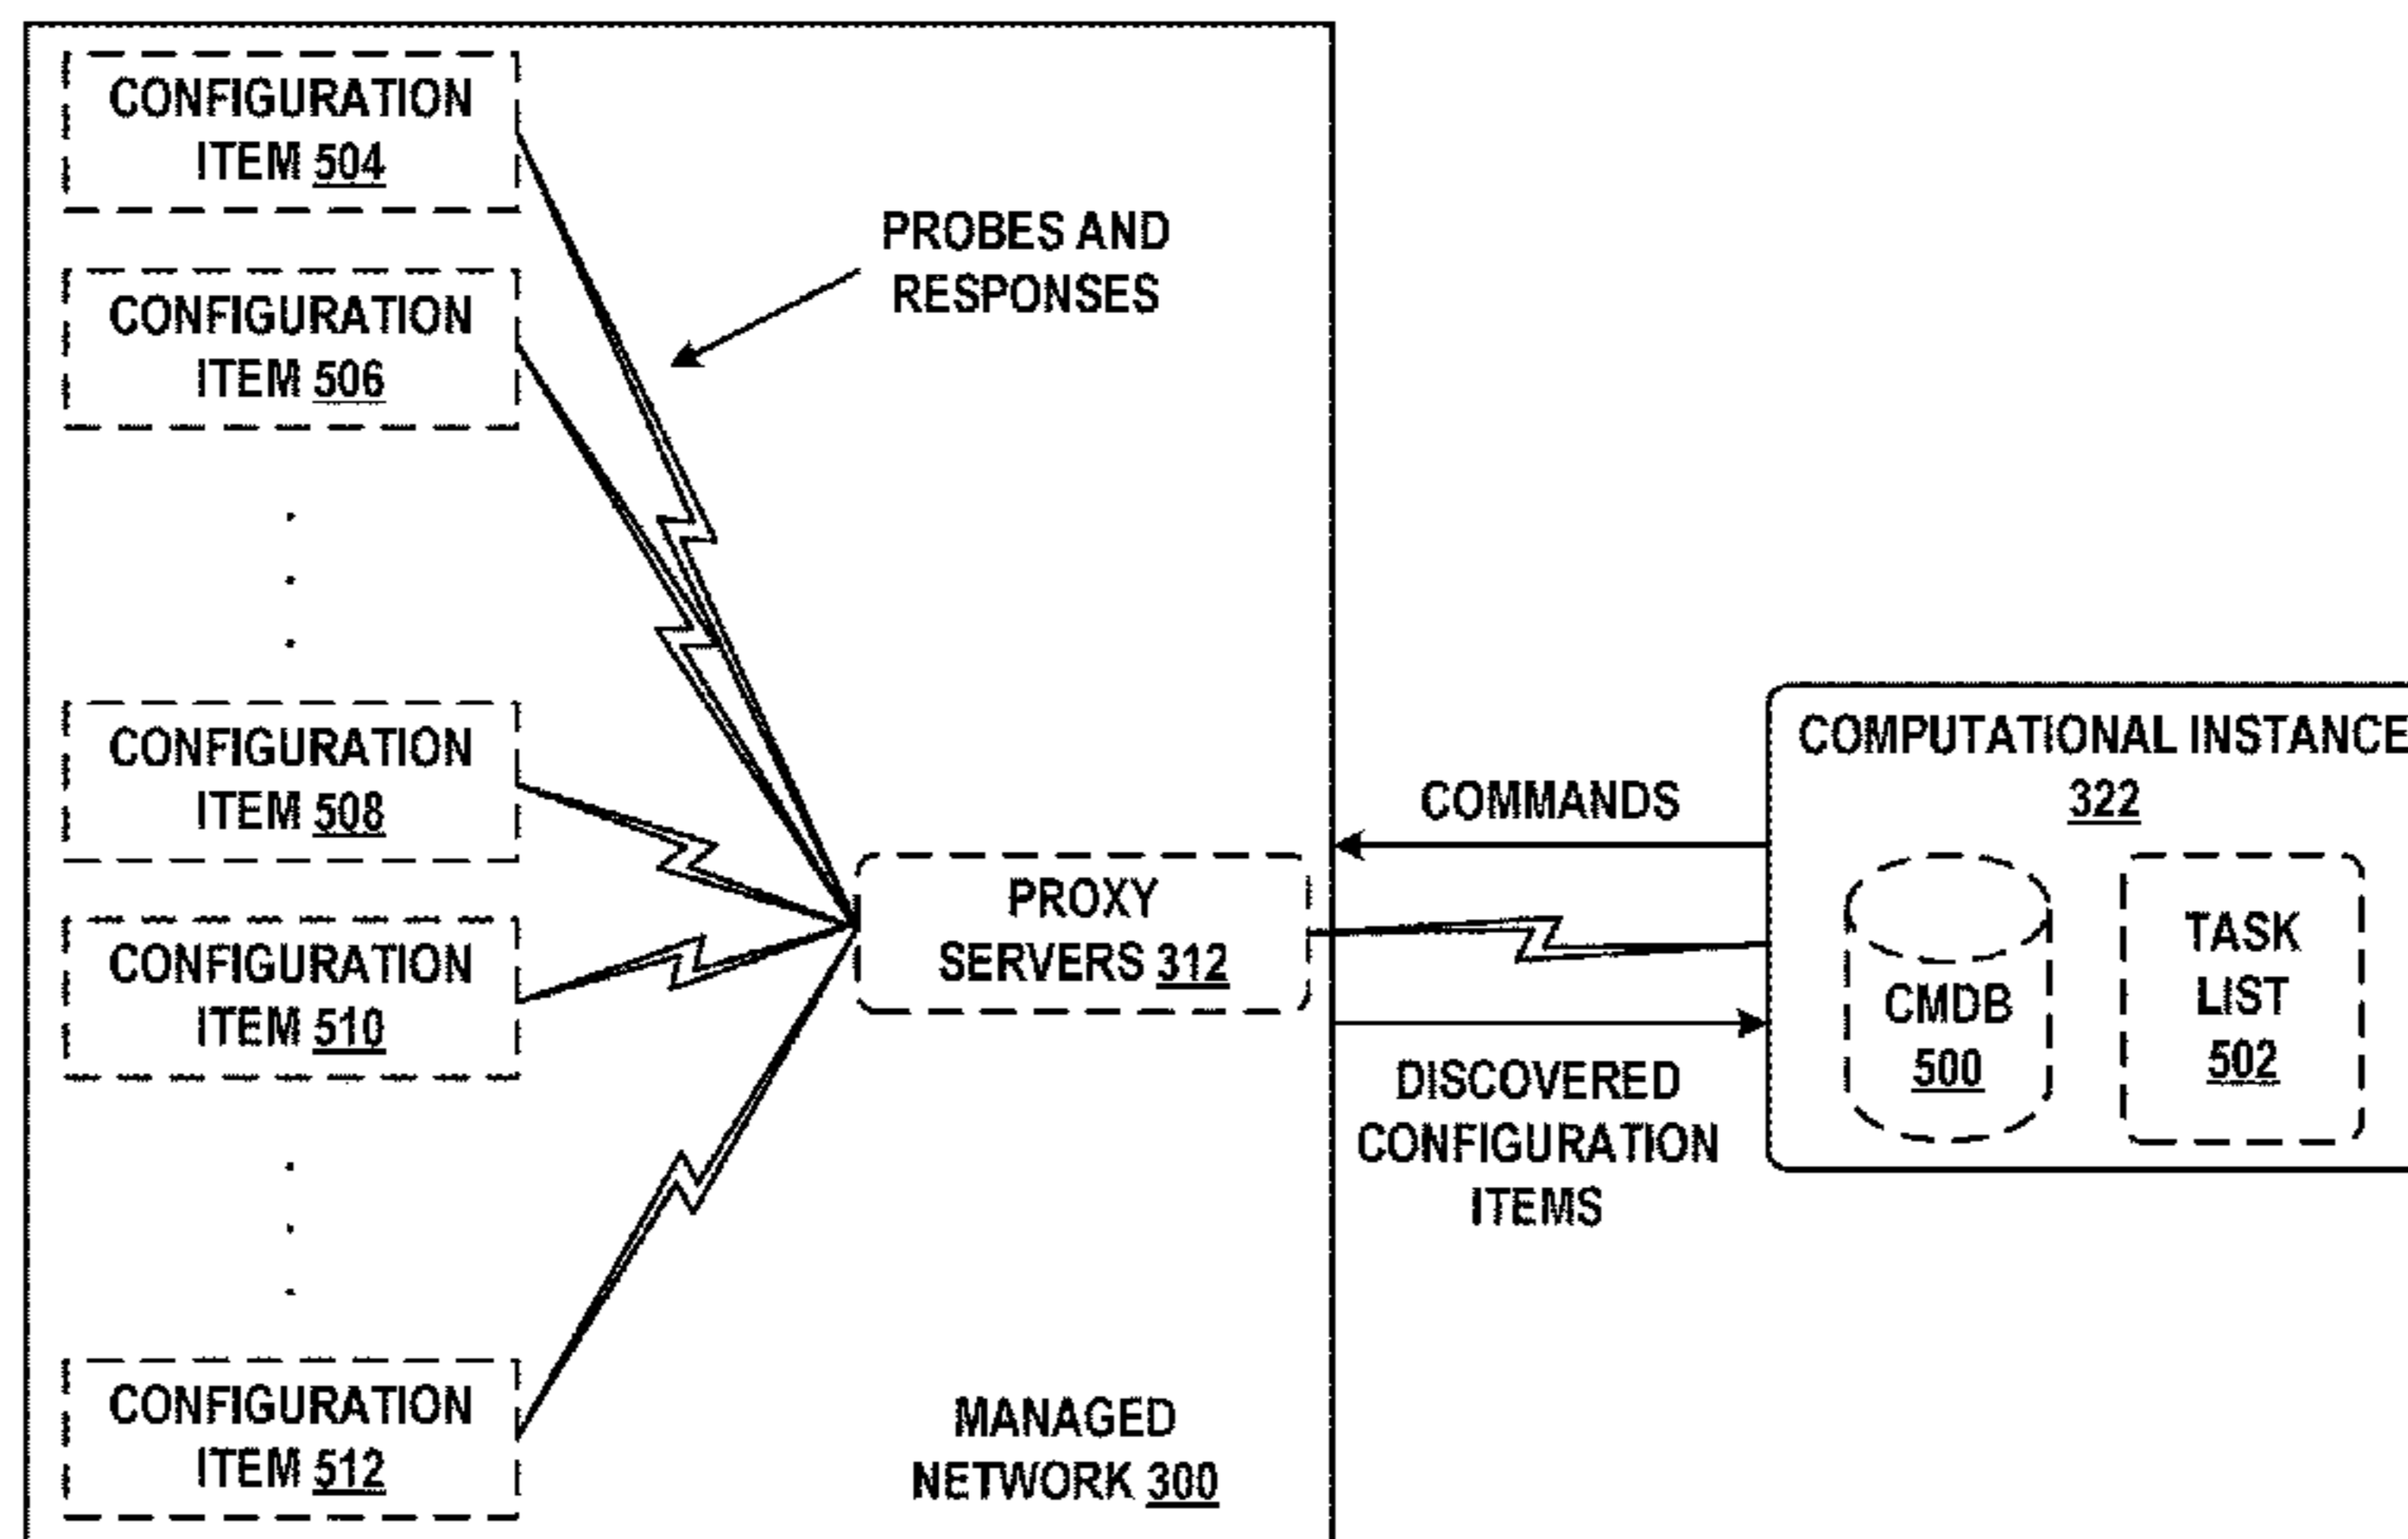 CONFIGURATION
ITEM 504
CONFIGURATION
ITEM 506
PROBES AND
RESPONSES
CONFIGURATION
ITEM 508
CONFIGURATION
ITEM 510
CONFIGURATION
ITEM 512
PROXY
SERVERS 312
MANAGED
NETWORK 300
COMMANDS
DISCOVERED
CONFIGURATION
ITEMS
COMPUTATIONAL INSTANCE
322
CMDB
500
TASK
LIST
502